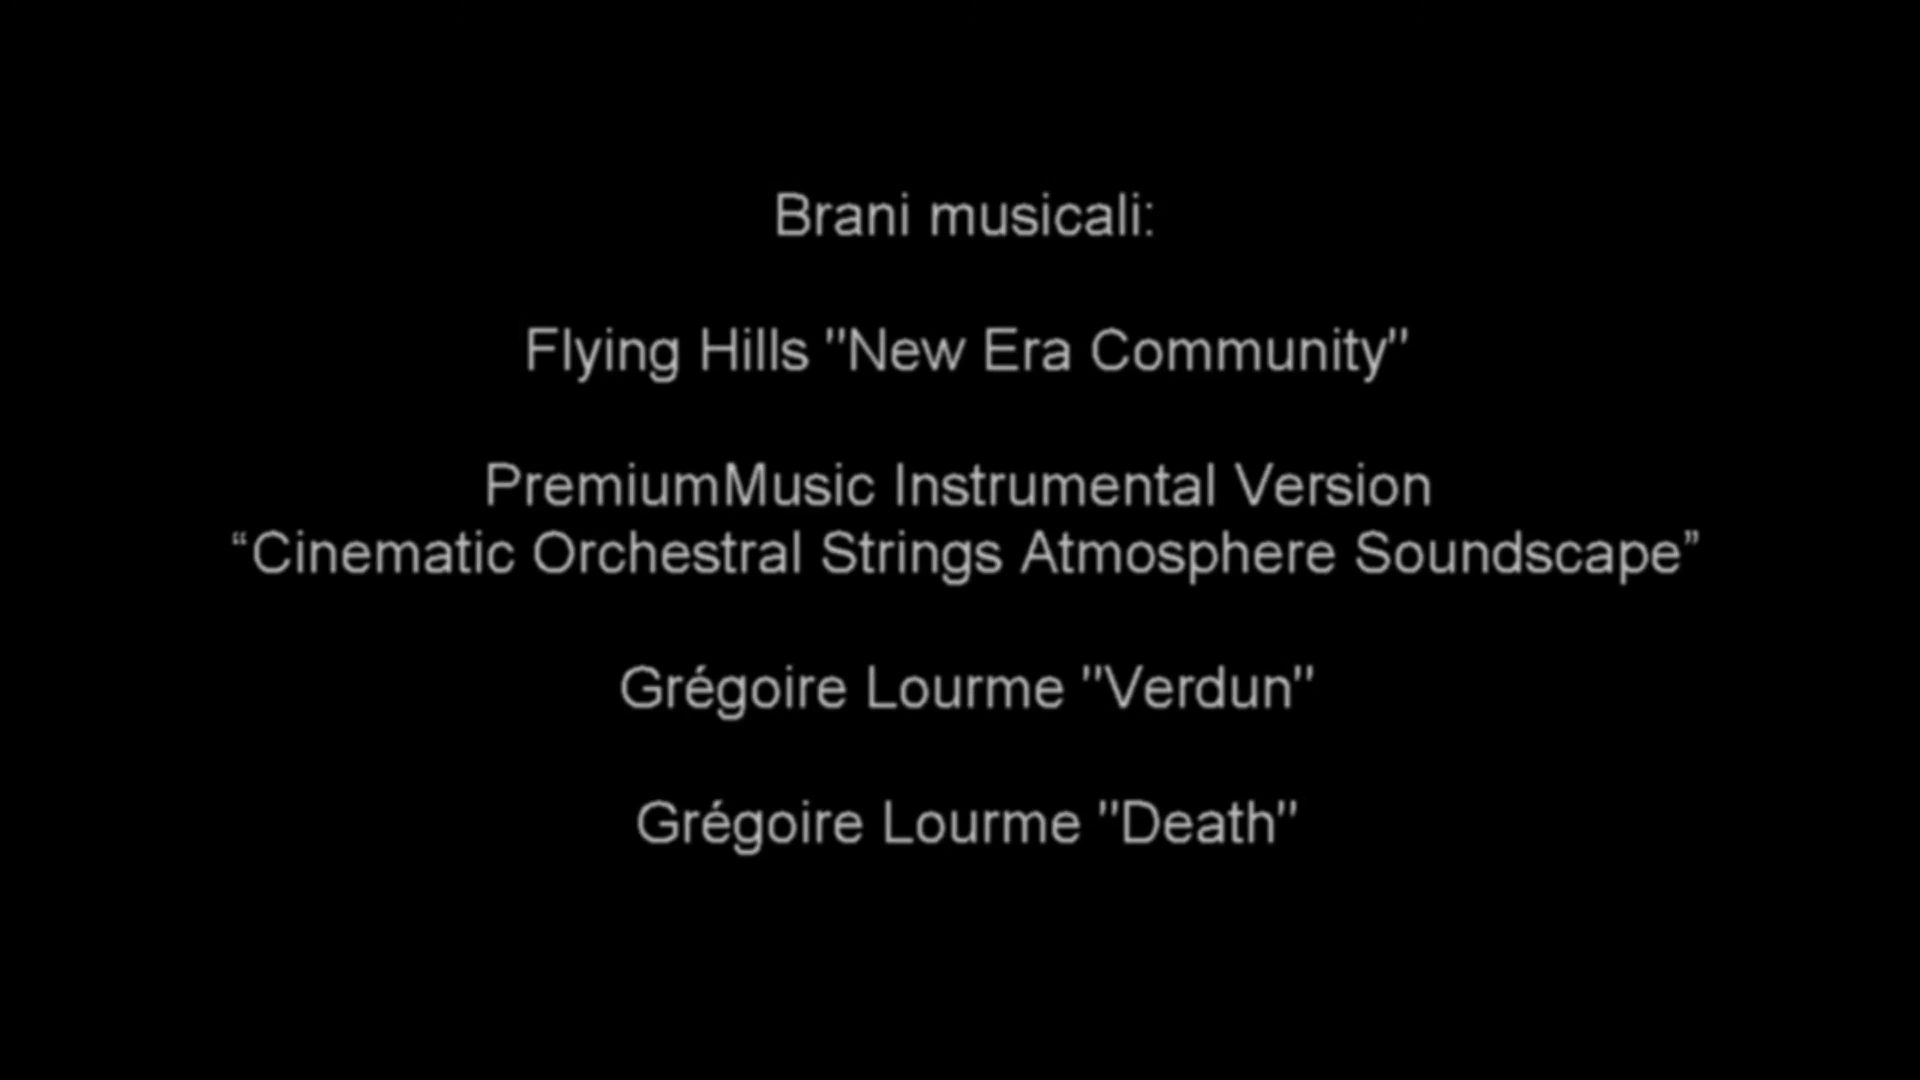 Brani musicali:
Flying Hills "New Era Community"
PremiumMusic Instrumental Version
“Cinematic Orchestral Strings Atmosphere Soundscape”
Grégoire Lourme "Verdun"
Grégoire Lourme "Death"